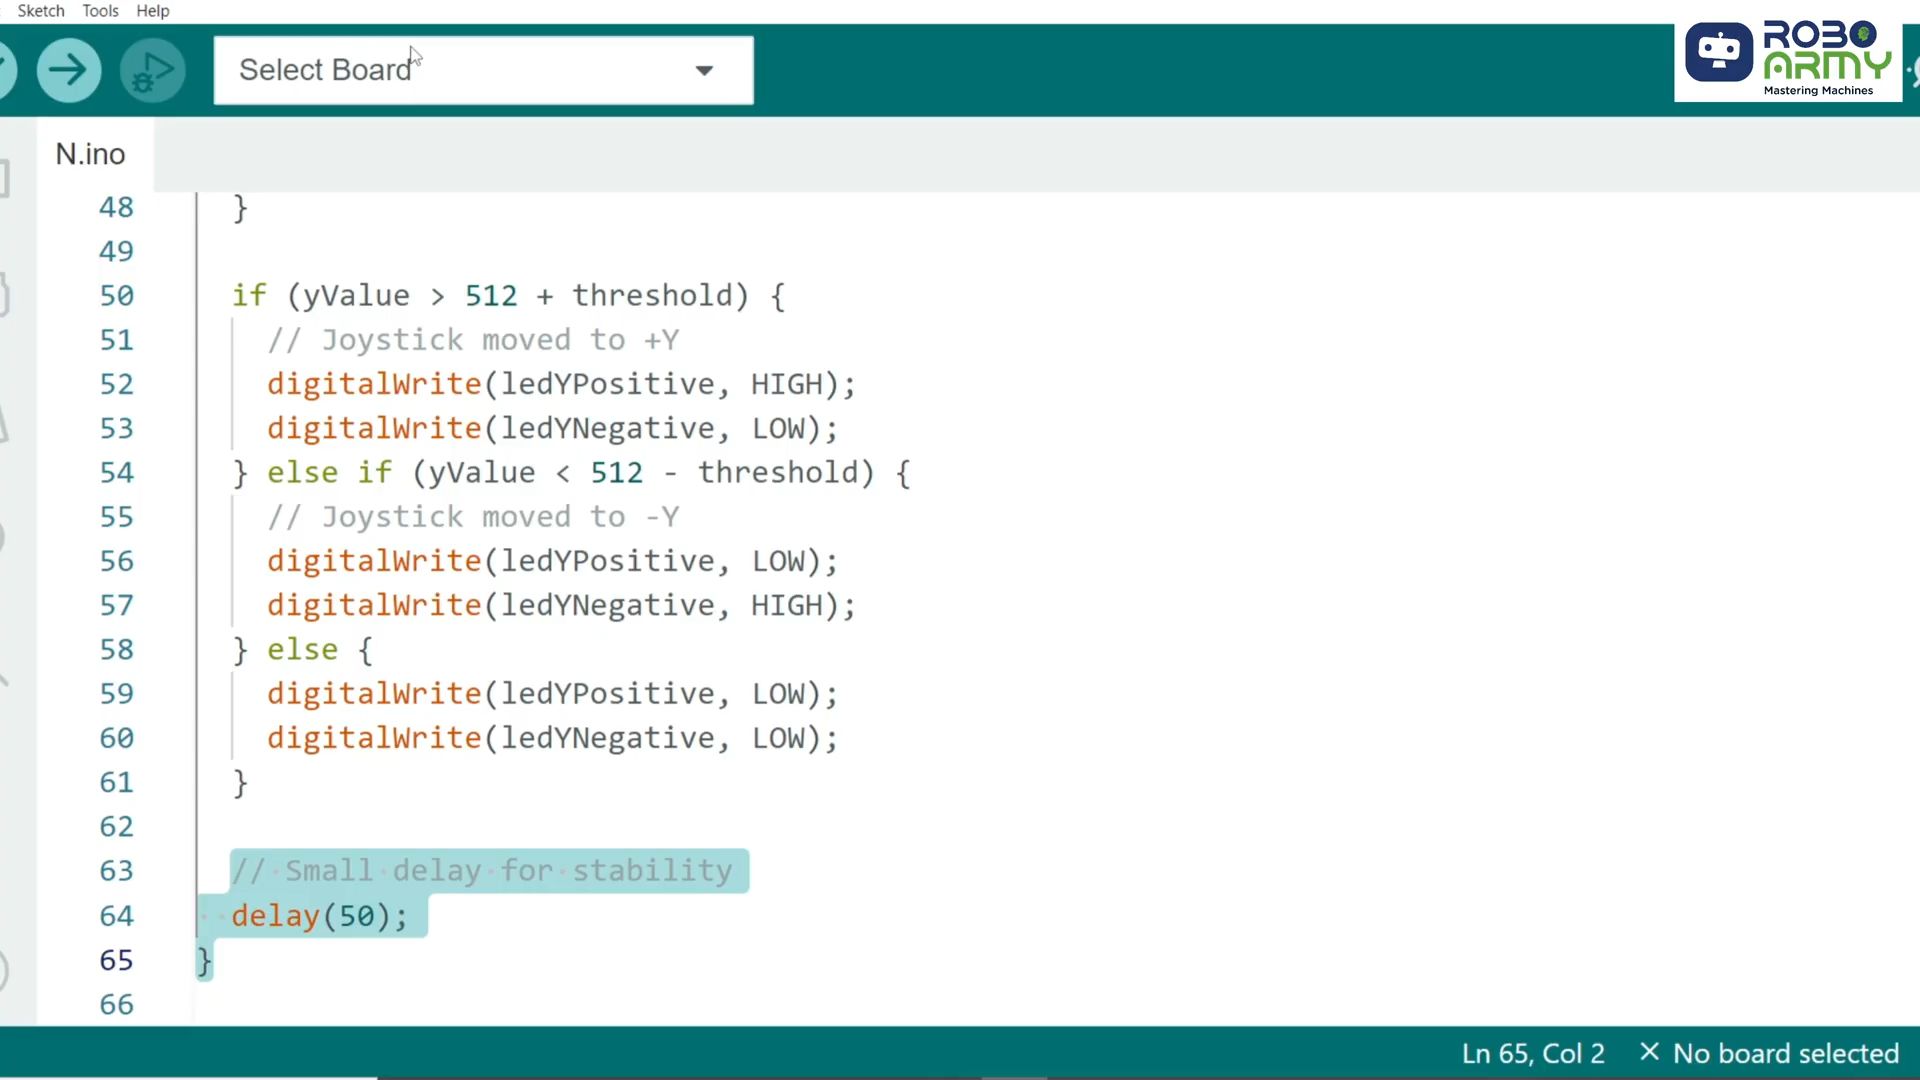 Sketch Tools Help
Select Board
ROBO
ARMY
Mastering Machines
N.ino
48 }
49
50 if (yValue > 512 + threshold) {
51 // Joystick moved to +Y
52 digitalWrite(ledYPositive, HIGH);
53 digitalWrite(ledYNegative, LOW);
54 } else if (yValue < 512 - threshold) {
55 // Joystick moved to -Y
56 digitalWrite(ledYPositive, LOW);
57 digitalWrite(ledYNegative, HIGH);
58 } else {
59 digitalWrite(ledYPositive, LOW);
60 digitalWrite(ledYNegative, LOW);
61 }
62
63 // Small delay for stability
64 delay(50);
65 }
66
Ln 65, Col 2 × No board selected